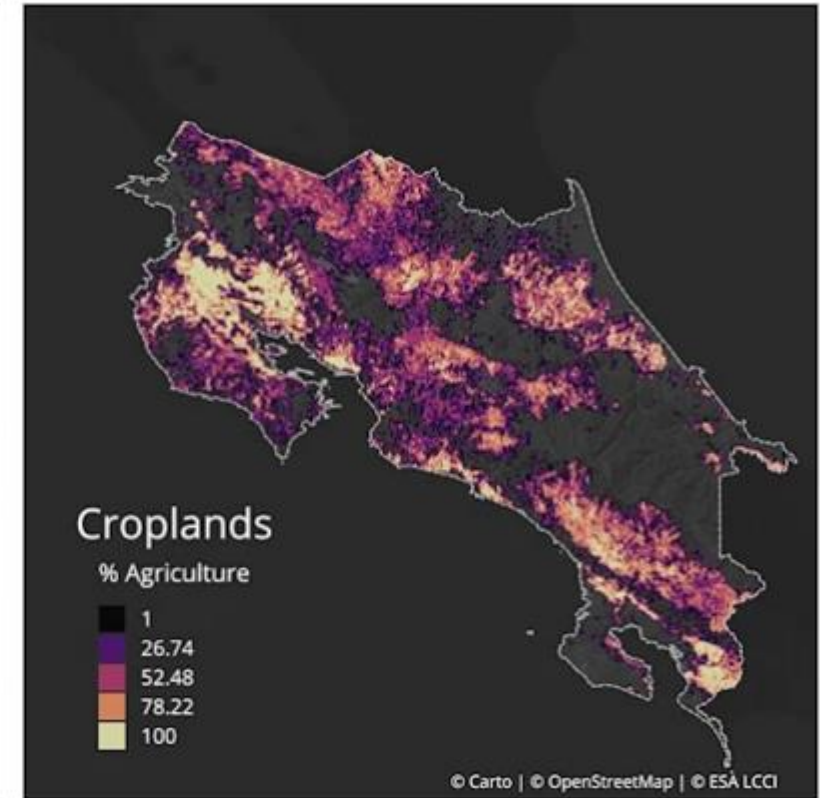 Croplands
% Agriculture
1
26.74
52.48
78.22
100
© Carto | © OpenStreetMap | © ESA LCCI